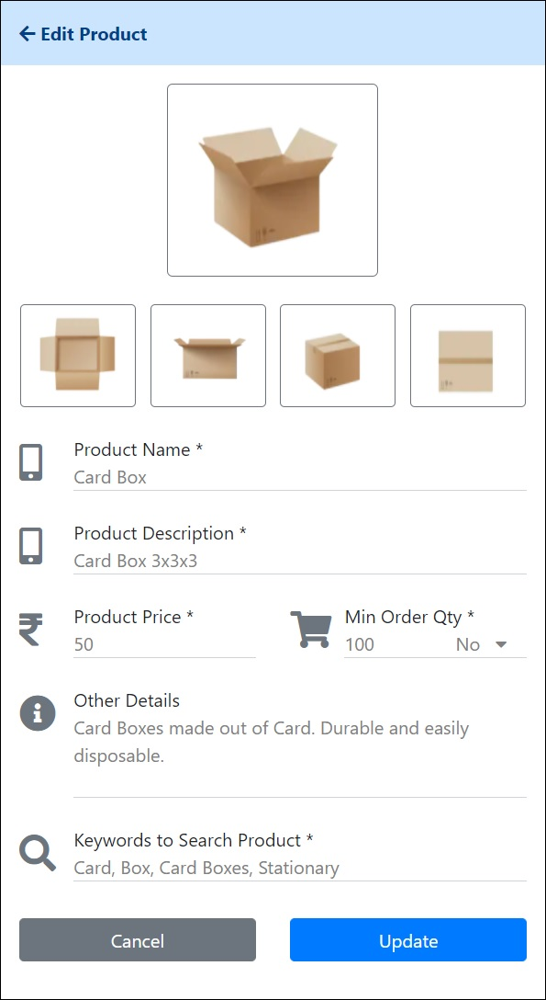 Edit Product
Product Name *
Card Box
Product Description *
Card Box 3x3x3
Product Price *
50
Min Order Qty *
100 No
Other Details
Card Boxes made out of Card. Durable and easily
disposable.
Keywords to Search Product *
Card, Box, Card Boxes, Stationary
Cancel
Update